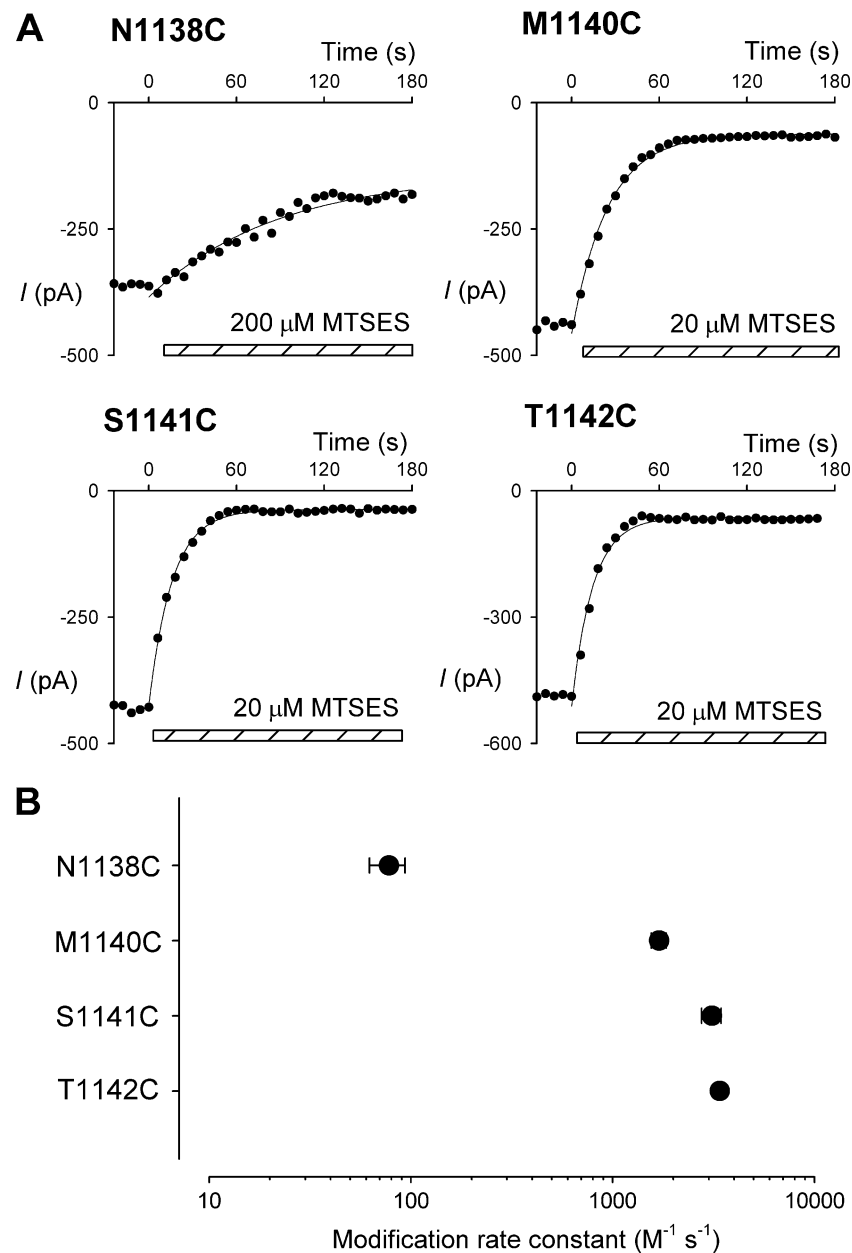 A
N1138C
Time (s)
0 60 120 180
0
-250
I (pA)
200 μM MTSES
-500
M1140C
Time (s)
0 60 120 180
0
-250
I (pA)
20 μM MTSES
-500
S1141C
Time (s)
0 60 120 180
0
-250
I (pA)
20 μM MTSES
-500
T1142C
Time (s)
0 60 120 180
0
-300
I (pA)
20 μM MTSES
-600
B
N1138C
M1140C
S1141C
T1142C
10 100 1000 10000
Modification rate constant (M⁻¹ s⁻¹)